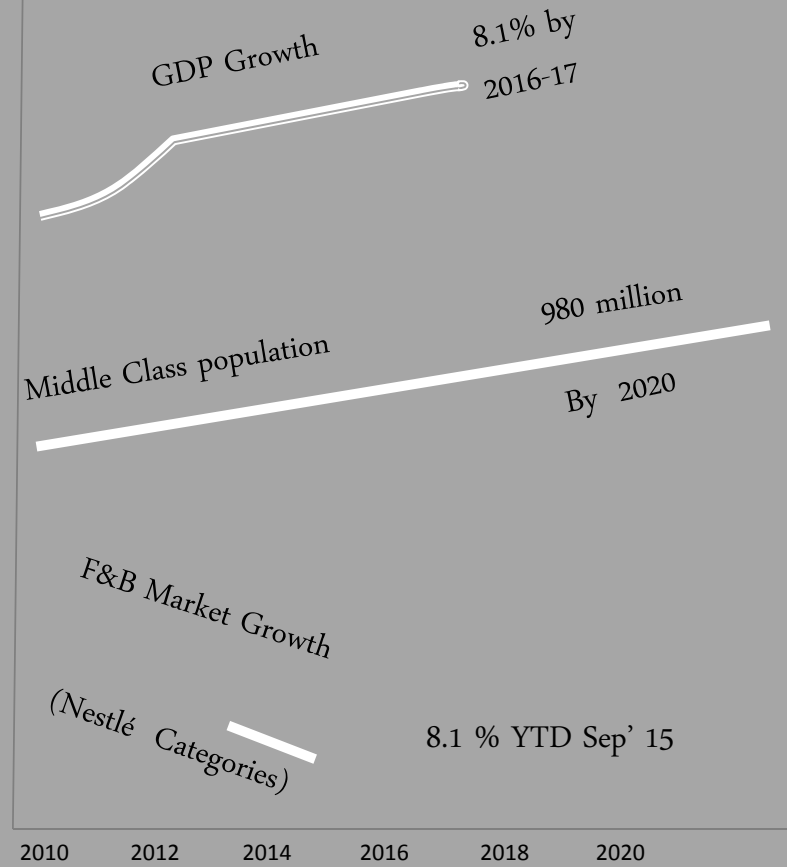 GDP Growth
8.1% by
2016-17
980 million
Middle Class population
By 2020
F&B Market Growth
(Nestlé Categories)
8.1 % YTD Sep’ 15
2010 2012 2014 2016 2018 2020